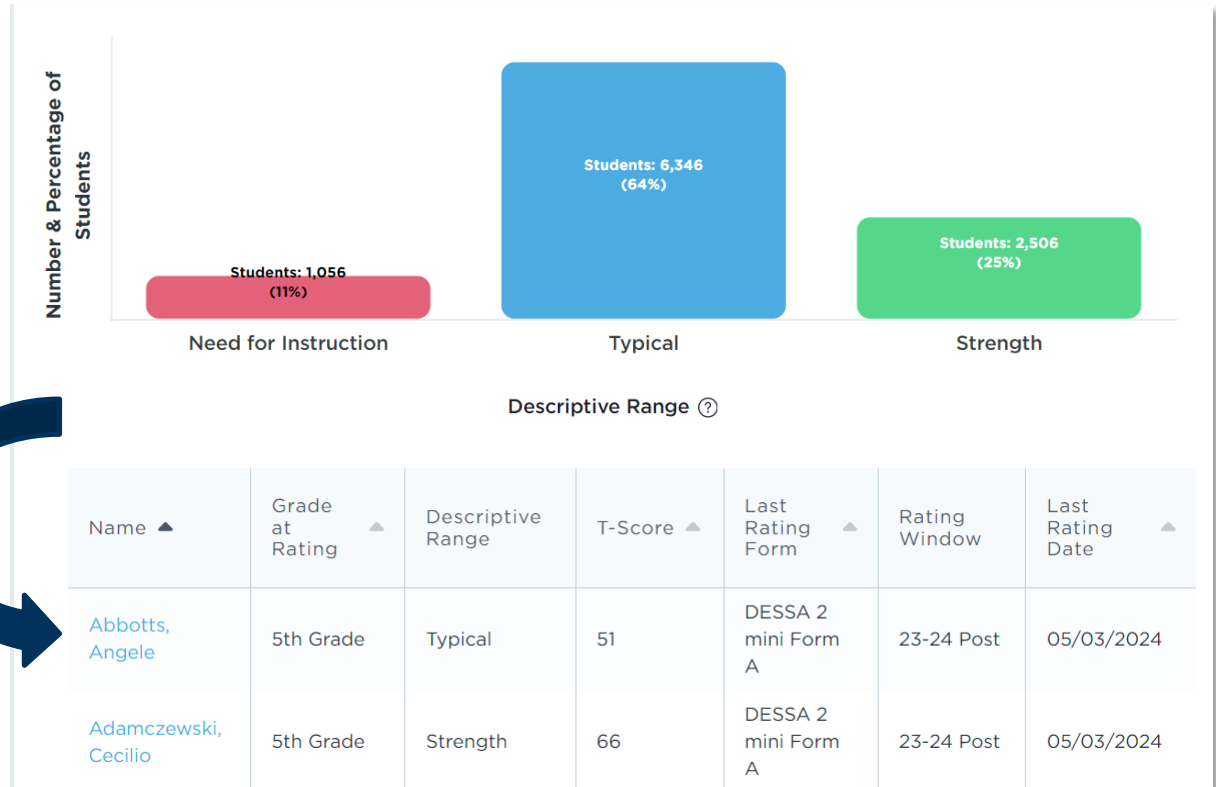 Number & Percentage of
Students
Students: 1,056
(11%)
Students: 6,346
(64%)
Students: 2,506
(25%)
Need for Instruction
Typical
Strength
Descriptive Range ?
Name
Grade
at
Rating
Descriptive
Range
T-Score
Last
Rating
Form
Rating
Window
Last
Rating
Date
Abbotts,
Angele
5th Grade
Typical
51
DESSA 2
mini Form
A
23-24 Post
05/03/2024
Adamczewski,
Cecilio
5th Grade
Strength
66
DESSA 2
mini Form
A
23-24 Post
05/03/2024